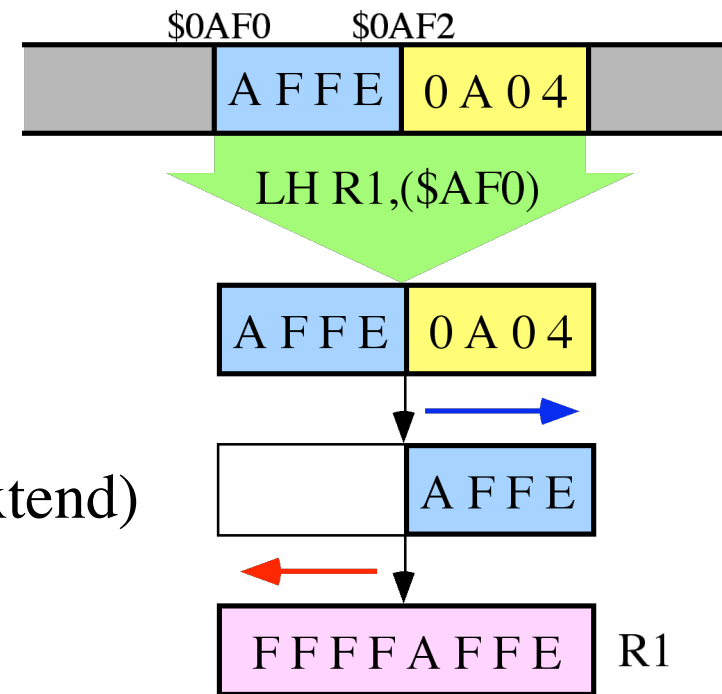 $0AF0 $0AF2
A F F E 0 A 0 4
LH R1,($AF0)
A F F E 0 A 0 4
xtend) A F F E
F F F F A F F E R1